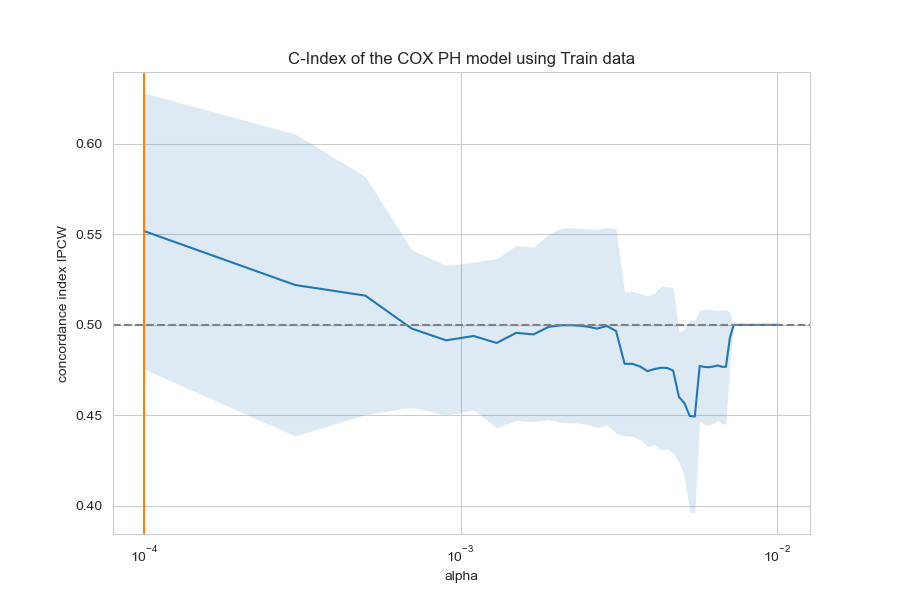 C-Index of the COX PH model using Train data
concordance index IPCW
0.60
0.55
0.50
0.45
0.40
10⁻⁴
10⁻³
10⁻²
alpha